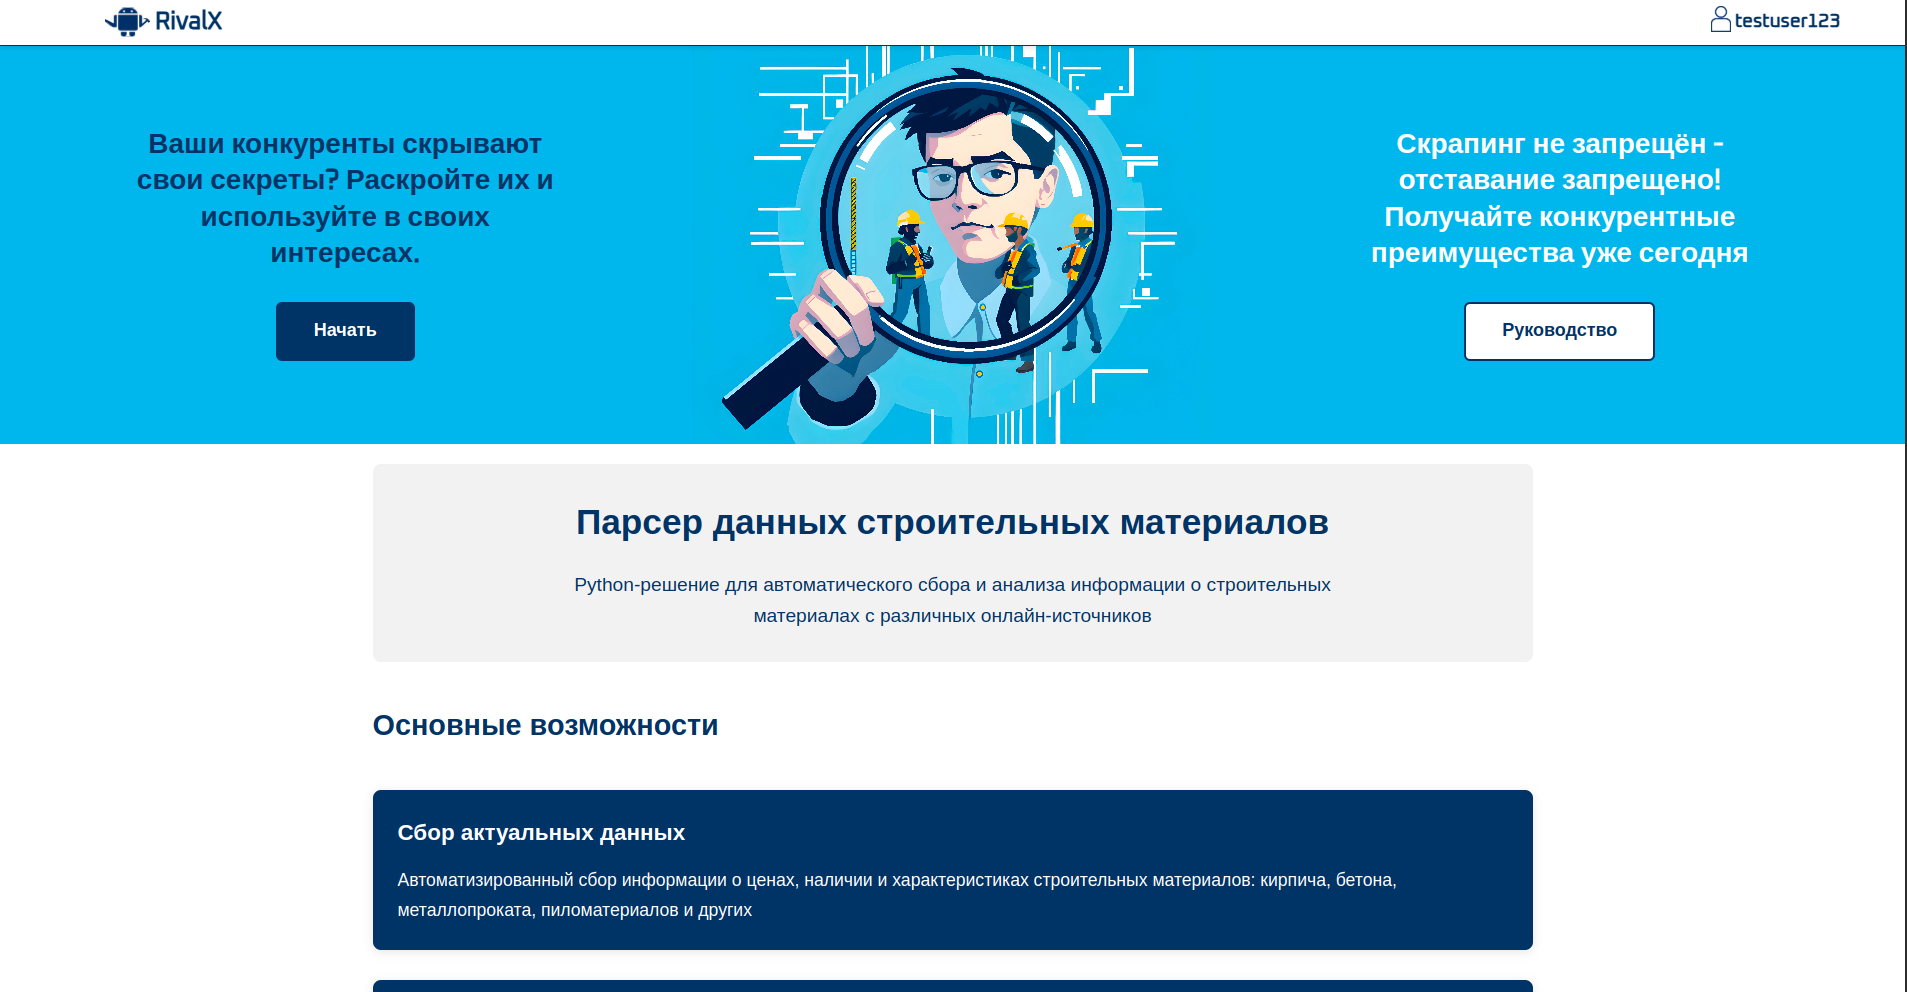 RivalX
testuser123
Ваши конкуренты скрывают
свои секреты? Раскройте их и
используйте в своих
интересах.
Начать
Скрапинг не запрещён -
отставание запрещено!
Получайте конкурентные
преимущества уже сегодня
Руководство
Парсер данных строительных материалов
Python-решение для автоматического сбора и анализа информации о строительных
материалах с различных онлайн-источников
Основные возможности
Сбор актуальных данных
Автоматизированный сбор информации о ценах, наличии и характеристиках строительных материалов: кирпича, бетона,
металлопроката, пиломатериалов и других